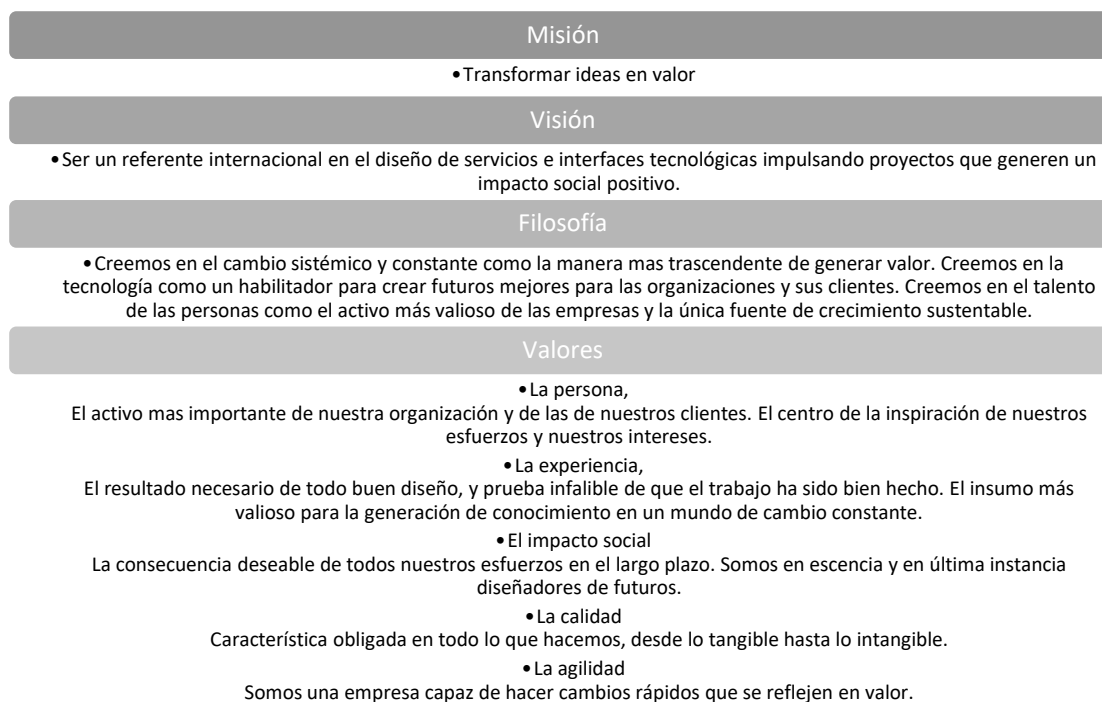 Misión
•Transformar ideas en valor
Visión
•Ser un referente internacional en el diseño de servicios e interfaces tecnológicas impulsando proyectos que generen un
impacto social positivo.
Filosofía
•Creemos en el cambio sistémico y constante como la manera mas trascendente de generar valor. Creemos en la
tecnología como un habilitador para crear futuros mejores para las organizaciones y sus clientes. Creemos en el talento
de las personas como el activo más valioso de las empresas y la única fuente de crecimiento sustentable.
Valores
•La persona,
El activo mas importante de nuestra organización y de las de nuestros clientes. El centro de la inspiración de nuestros
esfuerzos y nuestros intereses.
•La experiencia,
El resultado necesario de todo buen diseño, y prueba infalible de que el trabajo ha sido bien hecho. El insumo más
valioso para la generación de conocimiento en un mundo de cambio constante.
•El impacto social
La consecuencia deseable de todos nuestros esfuerzos en el largo plazo. Somos en escencia y en última instancia
diseñadores de futuros.
•La calidad
Característica obligada en todo lo que hacemos, desde lo tangible hasta lo intangible.
•La agilidad
Somos una empresa capaz de hacer cambios rápidos que se reflejen en valor.